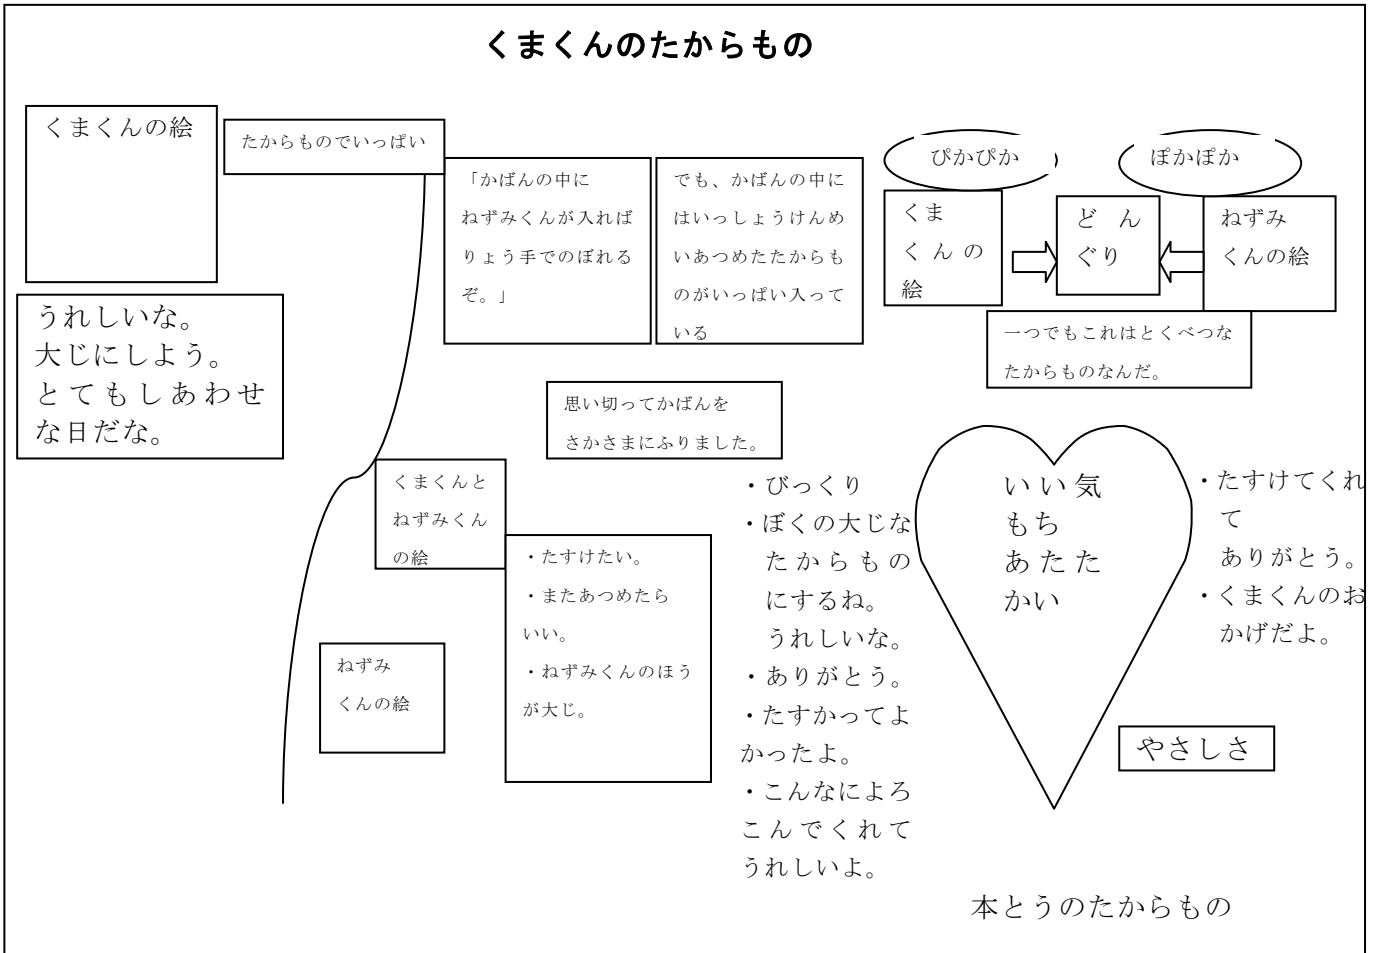 くまくんのたからもの
くまくんの絵
たからものでいっぱい
うれしいな。
大じにしよう。
とてもしあわせ
な日だな。
「かばんの中に
ねずみくんが入れば
りょう手でのぼれる
ぞ。」
でも、かばんの中に
はいっしょうけんめ
いあつめたたからも
のがいっぱい入って
いる
思い切ってかばんを
さかさまにふりました。
くまくんと
ねずみくん
の絵
・たすけたい。
・またあつめたら
いい。
・ねずみくんのほう
が大じ。
ねずみ
くんの絵
ぴかぴか
ぽかぽか
くま
くんの
絵
どん
ぐり
ねずみ
くんの絵
一つでもこれはとくべつな
たからものなんだ。
・びっくり
・ぼくの大じな
たからもの
にするね。
うれしいな。
・ありがとう。
・たすかってよ
かったよ。
・こんなによろ
こんでくれて
うれしいよ。
いい気
もち
あたた
かい
・たすけてくれ
て
ありがとう。
・くまくんのお
かげだよ。
やさしさ
本とうのたからもの